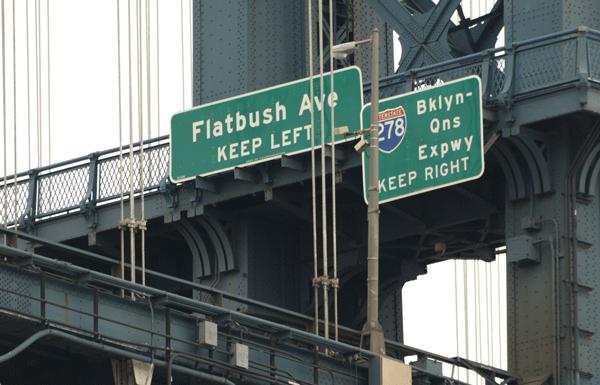 Flatbush Ave
KEEP LEFT
INTERSTATE
278
Bklyn-
Qns
Expwy
KEEP RIGHT